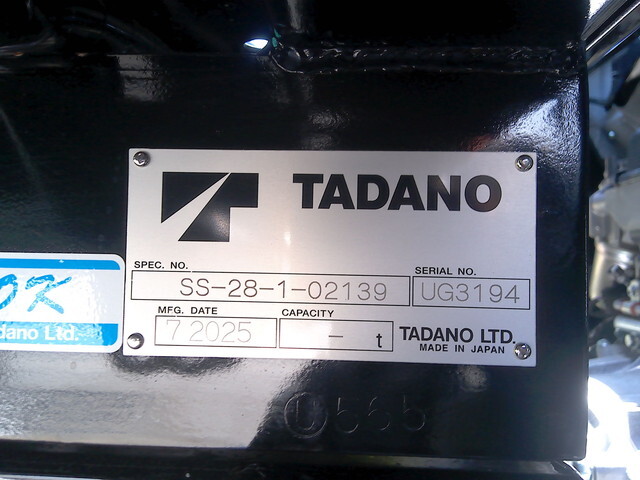 TADANO
SPEC. NO.
SS-28-1-02139
SERIAL NO.
UG3194
MFG. DATE
7 2025
CAPACITY
– t
TADANO LTD.
MADE IN JAPAN
OK
dano Ltd.